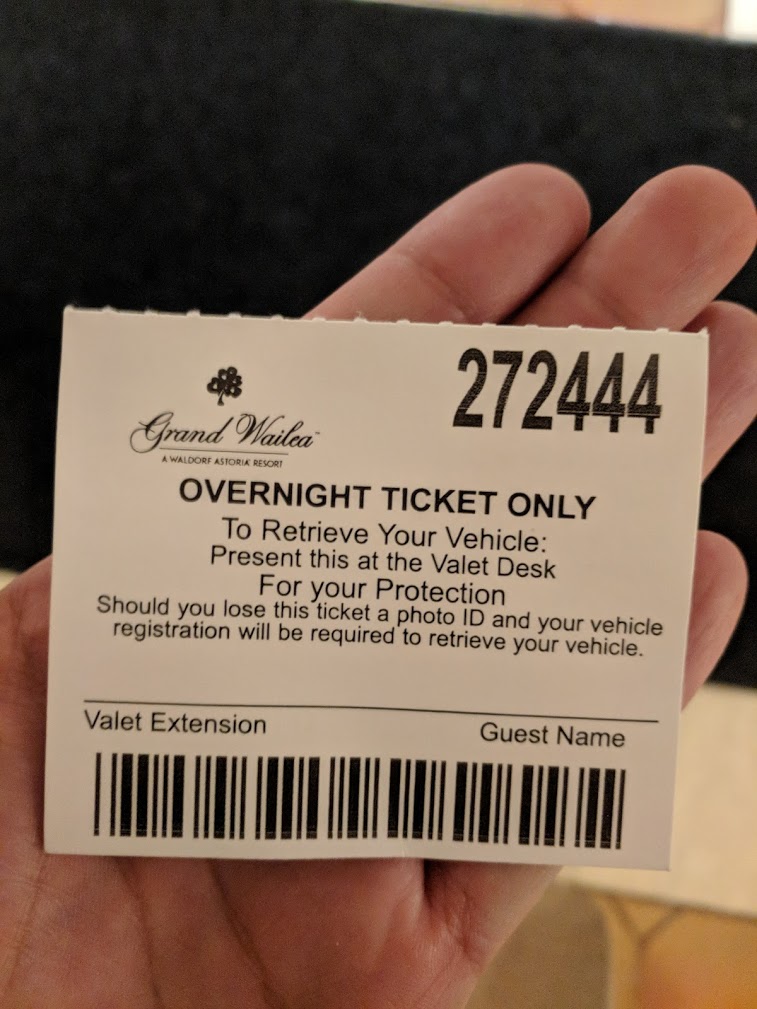 272444
Grand Wailea™
A WALDORF ASTORIA® RESORT
OVERNIGHT TICKET ONLY
To Retrieve Your Vehicle:
Present this at the Valet Desk
For your Protection
Should you lose this ticket a photo ID and your vehicle
registration will be required to retrieve your vehicle.
Valet Extension Guest Name